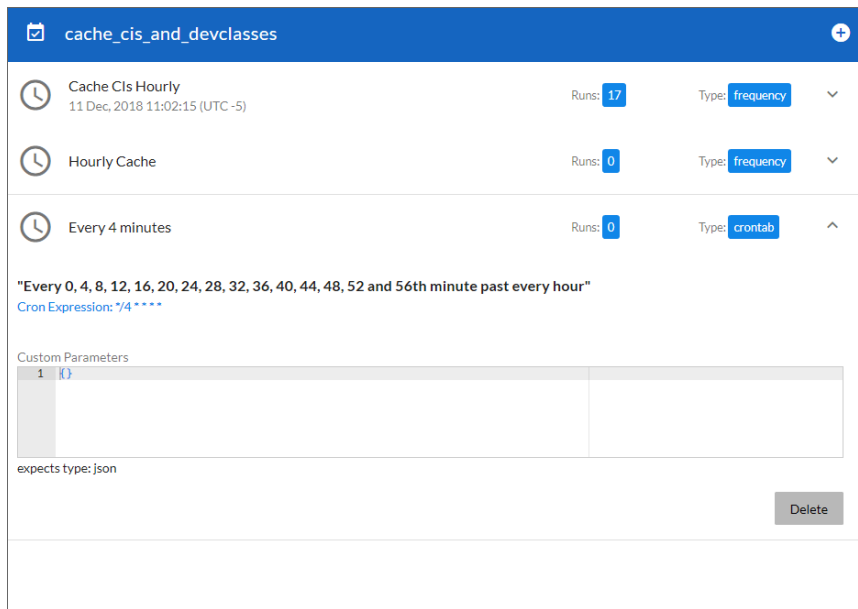 cache_cis_and_devclasses
Cache CIs Hourly
11 Dec, 2018 11:02:15 (UTC -5)
Runs: 17
Type: frequency
Hourly Cache
Runs: 0
Type: frequency
Every 4 minutes
Runs: 0
Type: crontab
"Every 0, 4, 8, 12, 16, 20, 24, 28, 32, 36, 40, 44, 48, 52 and 56th minute past every hour"
Cron Expression: */4 * * * *
Custom Parameters
1 {}
expects type: json
Delete